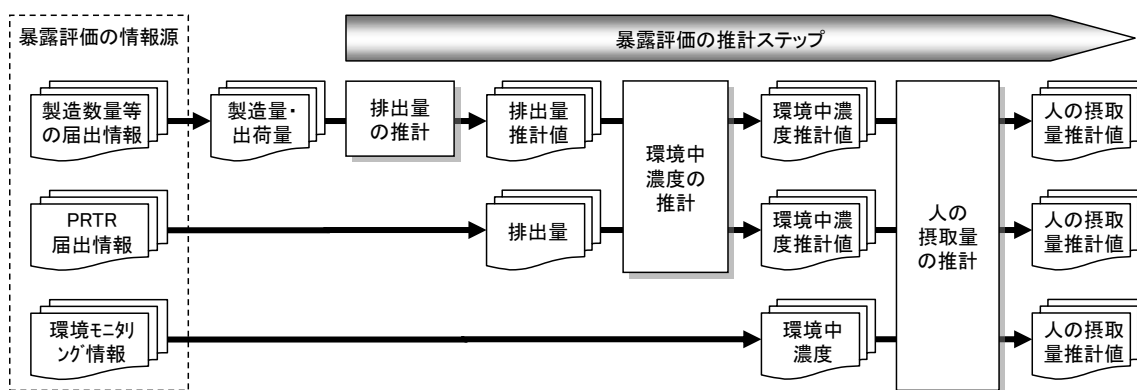 暴露評価の情報源
暴露評価の推計ステップ
製造数量等
の届出情報
製造量・
出荷量
排出量
の推計
排出量
推計値
環境中
濃度の
推計
環境中濃
度推計値
人の
摂取量
の推計
人の摂取
量推計値
PRTR
届出情報
排出量
環境中濃
度推計値
人の摂取
量推計値
環境ﾓﾆﾀﾘ
ﾝｸﾞ情報
環境中
濃度
人の摂取
量推計値